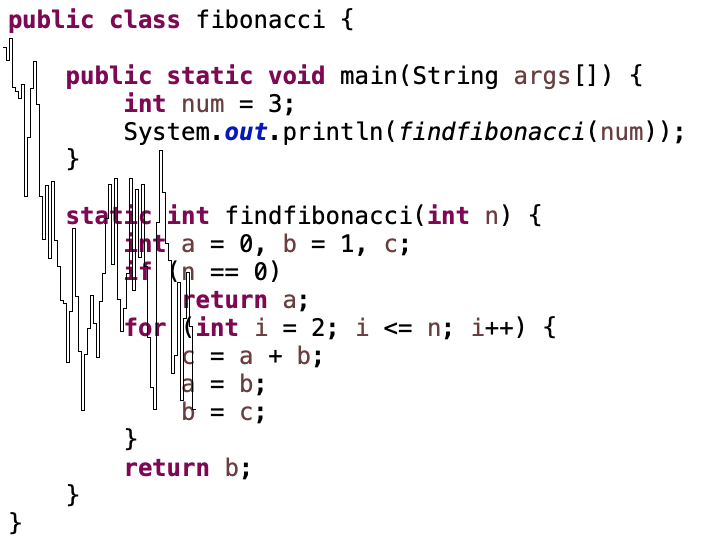 public class fibonacci {
public static void main(String args[]) {
int num = 3;
System.out.println(findfibonacci(num));
}
static int findfibonacci(int n) {
int a = 0, b = 1, c;
if (n == 0)
return a;
for (int i = 2; i <= n; i++) {
c = a + b;
a = b;
b = c;
}
return b;
}
}